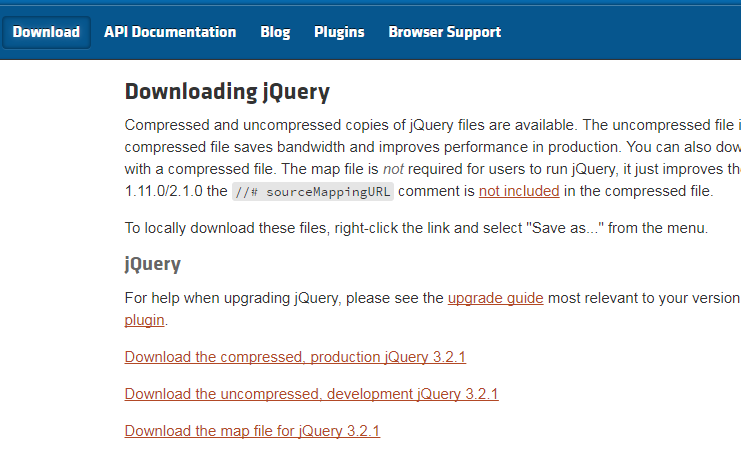 Download API Documentation Blog Plugins Browser Support
Downloading jQuery
Compressed and uncompressed copies of jQuery files are available. The uncompressed file i
compressed file saves bandwidth and improves performance in production. You can also dow
with a compressed file. The map file is not required for users to run jQuery, it just improves th
1.11.0/2.1.0 the //# sourceMappingURL comment is not included in the compressed file.
To locally download these files, right-click the link and select "Save as..." from the menu.
jQuery
For help when upgrading jQuery, please see the upgrade guide most relevant to your version
plugin.
Download the compressed, production jQuery 3.2.1
Download the uncompressed, development jQuery 3.2.1
Download the map file for jQuery 3.2.1